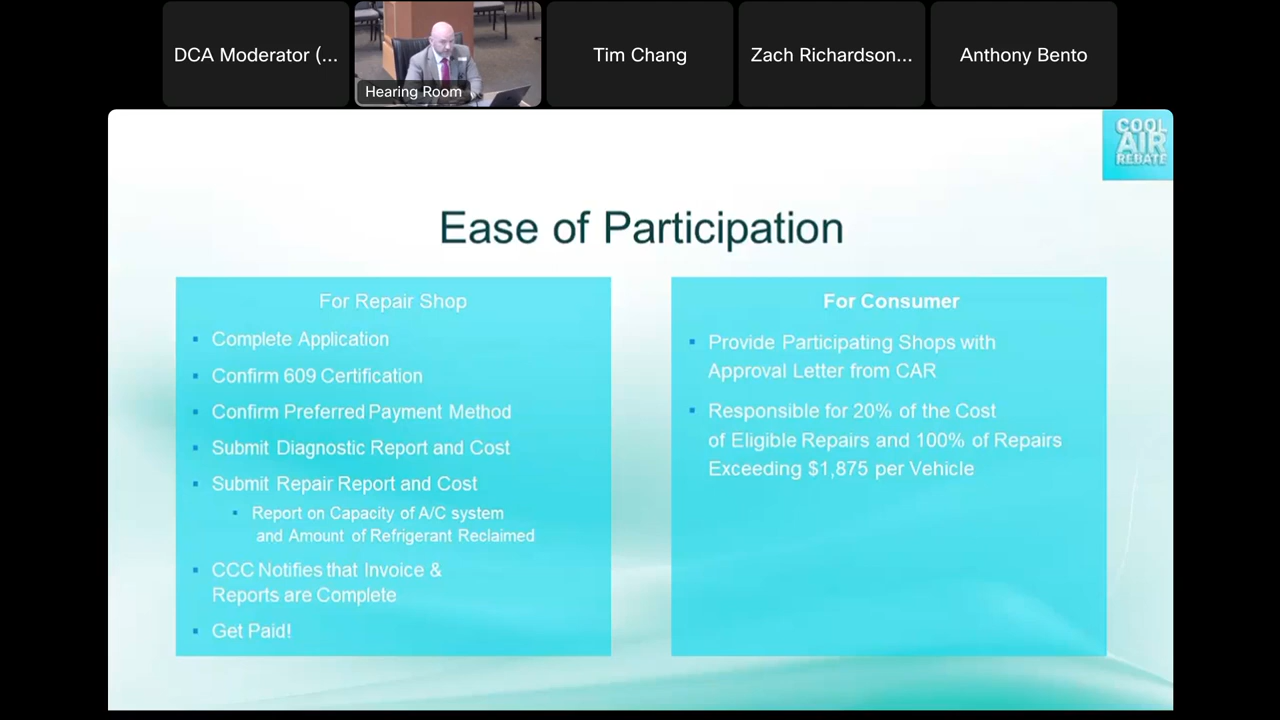 DCA Moderator (...
Hearing Room
Tim Chang
Zach Richardson...
Anthony Bento
COOL
AIR
REBATE
Ease of Participation
For Repair Shop
▪ Complete Application
▪ Confirm 609 Certification
▪ Confirm Preferred Payment Method
▪ Submit Diagnostic Report and Cost
▪ Submit Repair Report and Cost
▪ Report on Capacity of A/C system
and Amount of Refrigerant Reclaimed
▪ CCC Notifies that Invoice &
Reports are Complete
▪ Get Paid!
For Consumer
▪ Provide Participating Shops with
Approval Letter from CAR
▪ Responsible for 20% of the Cost
of Eligible Repairs and 100% of Repairs
Exceeding $1,875 per Vehicle